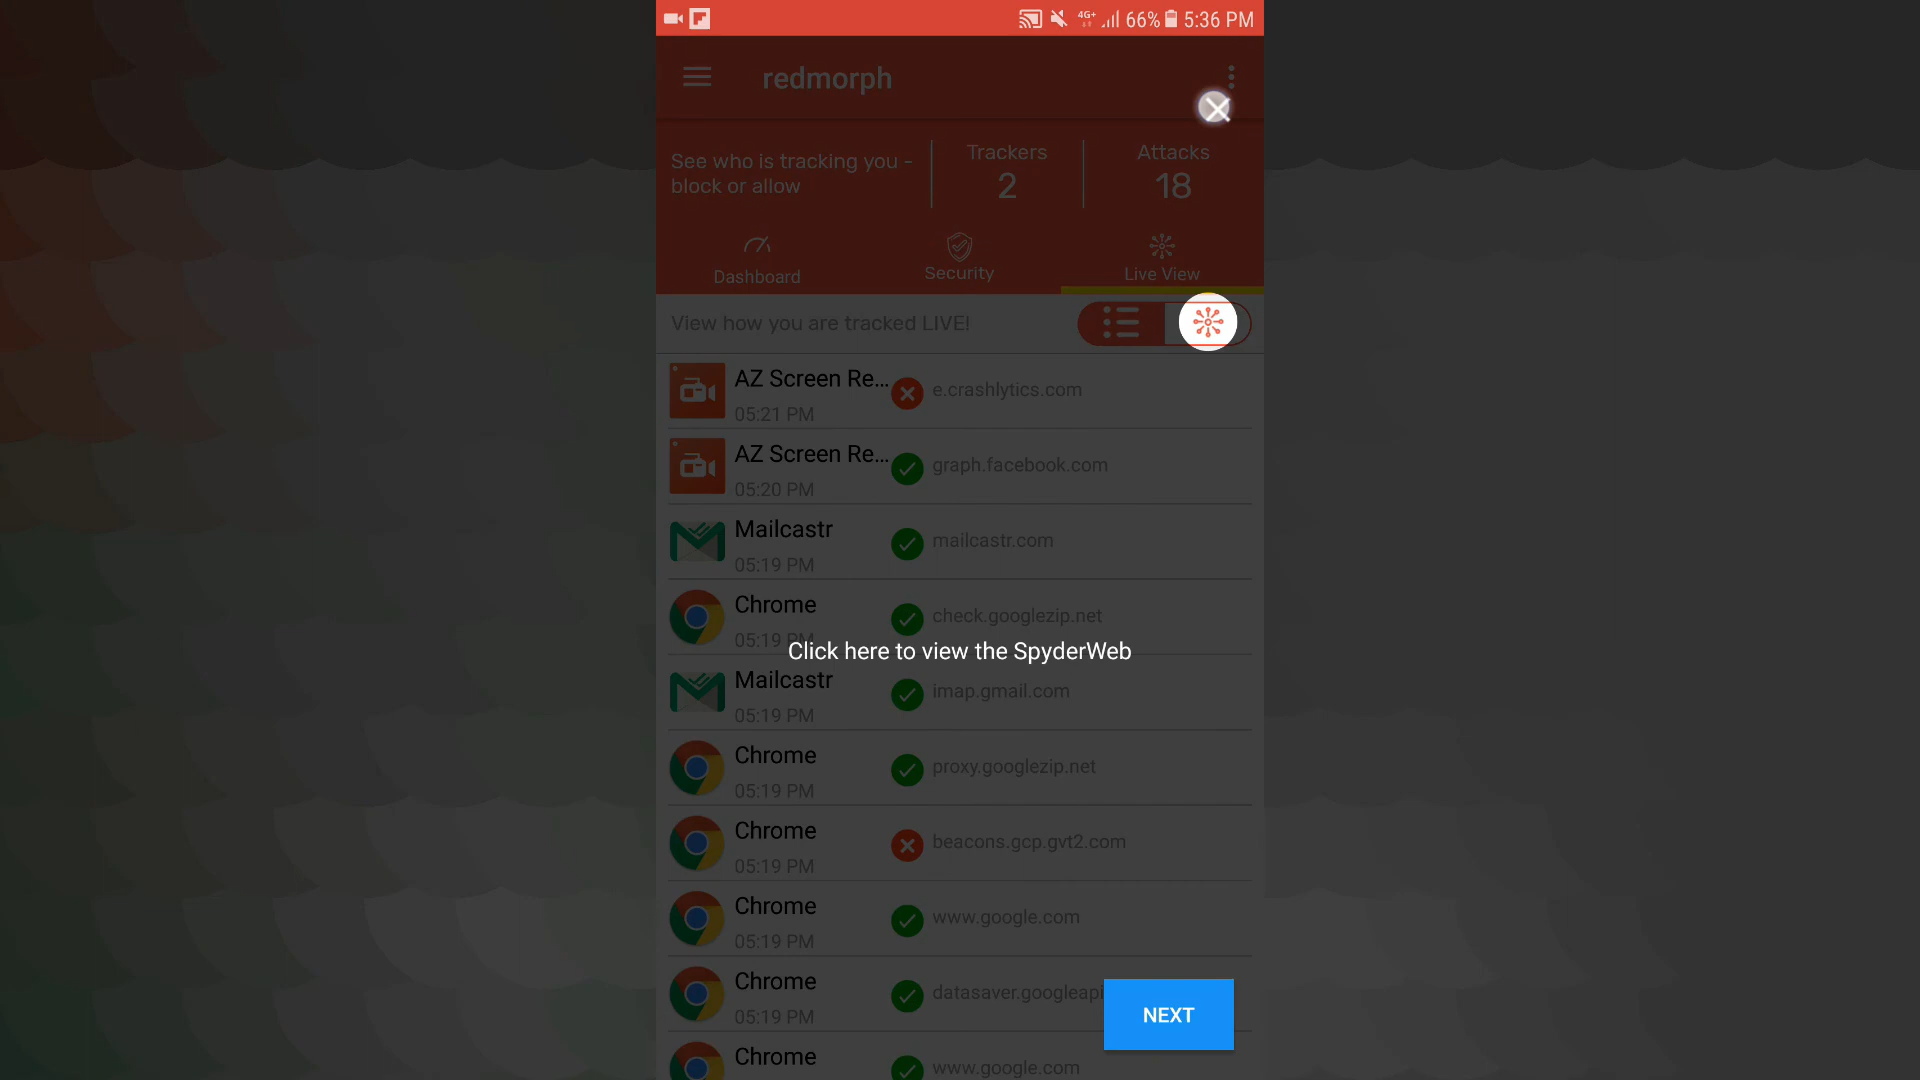 4G+ 66% 5:36 PM
redmorph
See who is tracking you -
block or allow
Trackers
2
Attacks
18
Dashboard
Security
Live View
View how you are tracked LIVE!
AZ Screen Re...
e.crashlytics.com
05:21 PM
AZ Screen Re...
graph.facebook.com
05:20 PM
Mailcastr
mailcastr.com
05:19 PM
Chrome
check.googlezip.net
05:19 PM
Click here to view the SpyderWeb
Mailcastr
imap.gmail.com
05:19 PM
Chrome
proxy.googlezip.net
05:19 PM
Chrome
beacons.gcp.gvt2.com
05:19 PM
Chrome
www.google.com
05:19 PM
Chrome
datasaver.googleapi
05:19 PM
NEXT
Chrome
www.google.com